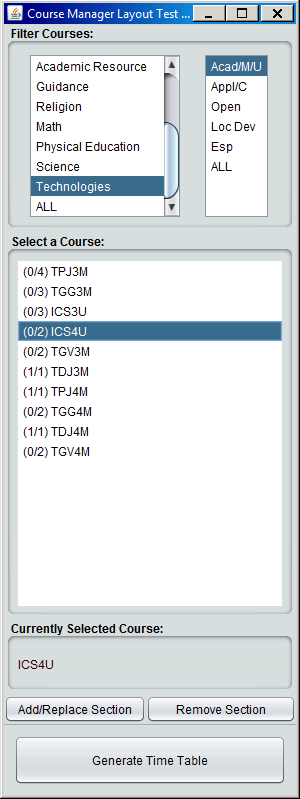 Course Manager Layout Test ...
Filter Courses:
Academic Resource
Guidance
Religion
Math
Physical Education
Science
Technologies
ALL
Acad/M/U
Appl/C
Open
Loc Dev
Esp
ALL
Select a Course:
(0/4) TPJ3M
(0/3) TGG3M
(0/3) ICS3U
(0/2) ICS4U
(0/2) TGV3M
(1/1) TDJ3M
(1/1) TPJ4M
(0/2) TGG4M
(1/1) TDJ4M
(0/2) TGV4M
Currently Selected Course:
ICS4U
Add/Replace Section
Remove Section
Generate Time Table